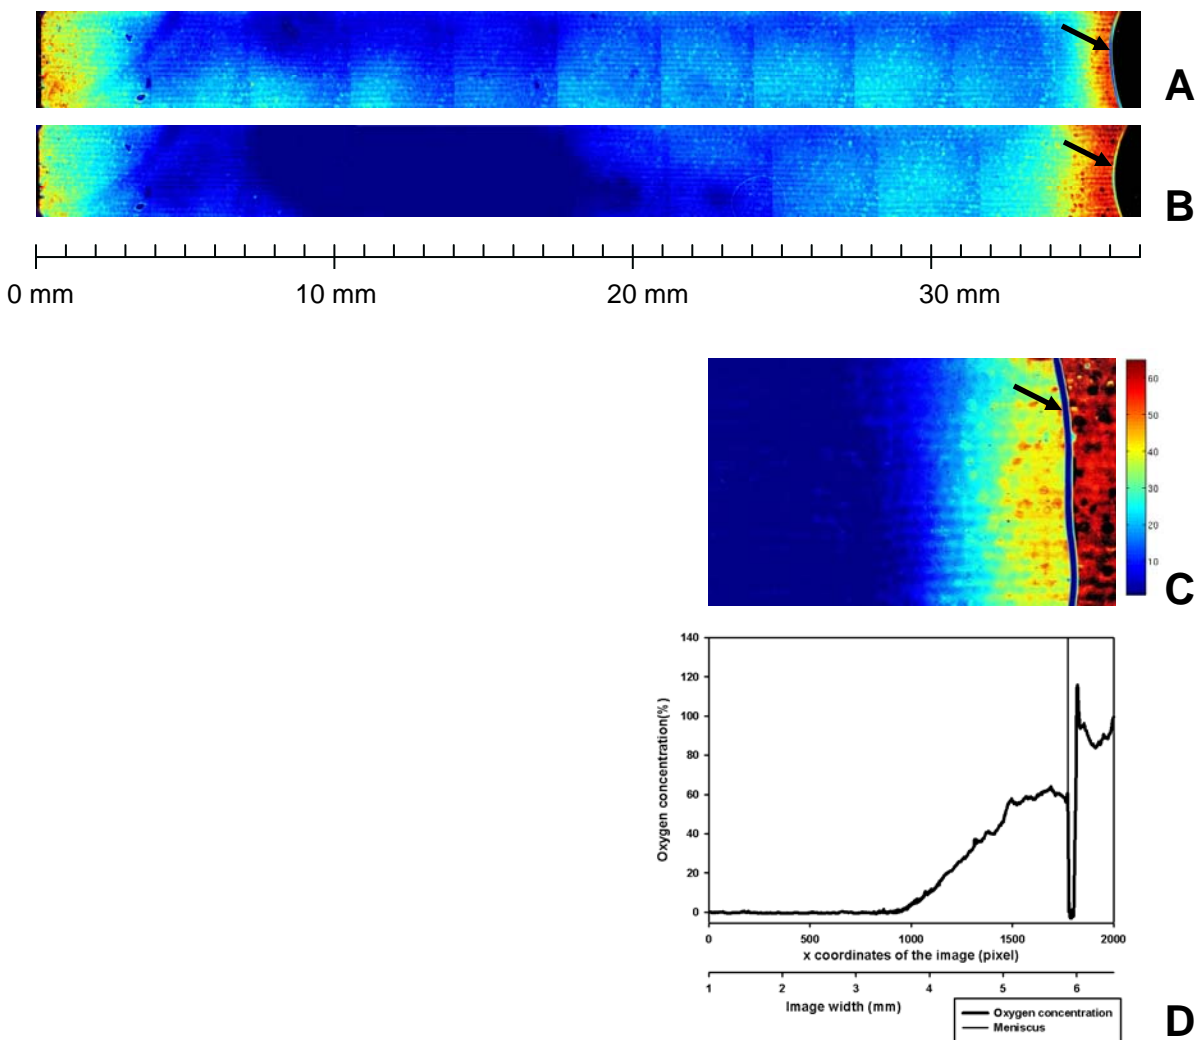 A
B
0 mm 10 mm 20 mm 30 mm
60
50
40
30
20
10
C
140
120
100
80
60
40
20
0
Oxygen concentration(%)
0 500 1000 1500 2000
x coordinates of the image (pixel)
1 2 3 4 5 6
Image width (mm)
Oxygen concentration
Meniscus
D